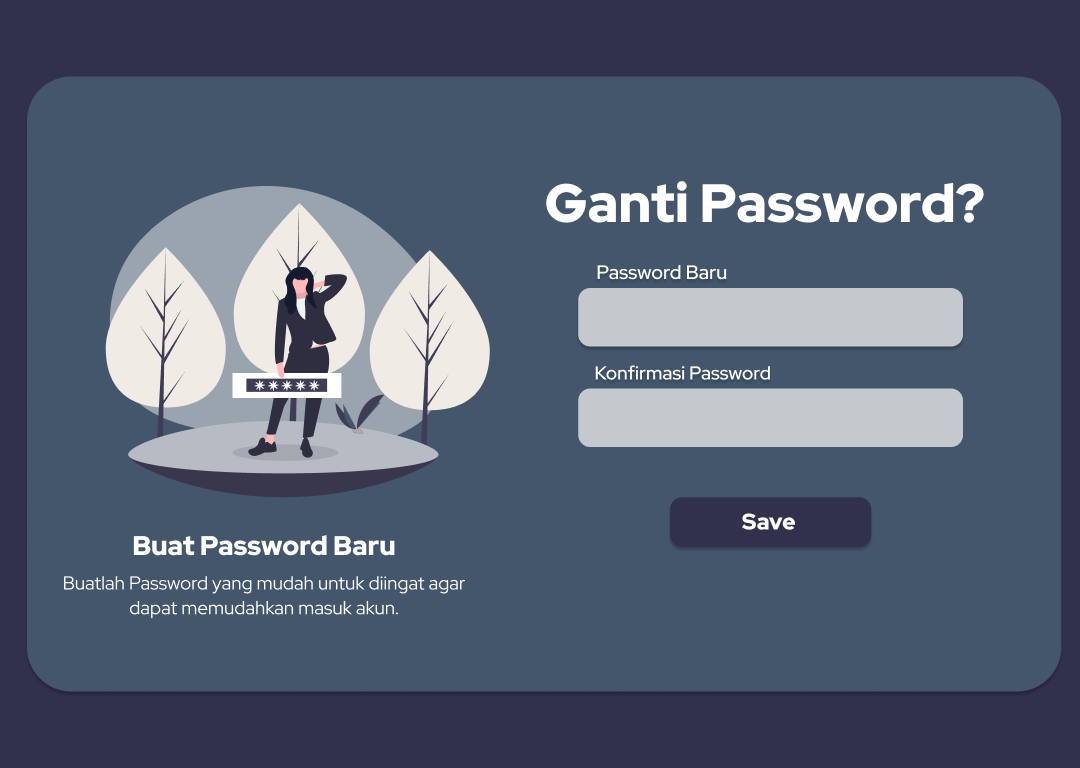 Ganti Password?
Password Baru
Konfirmasi Password
Save
Buat Password Baru
Buatlah Password yang mudah untuk diingat agar
dapat memudahkan masuk akun.